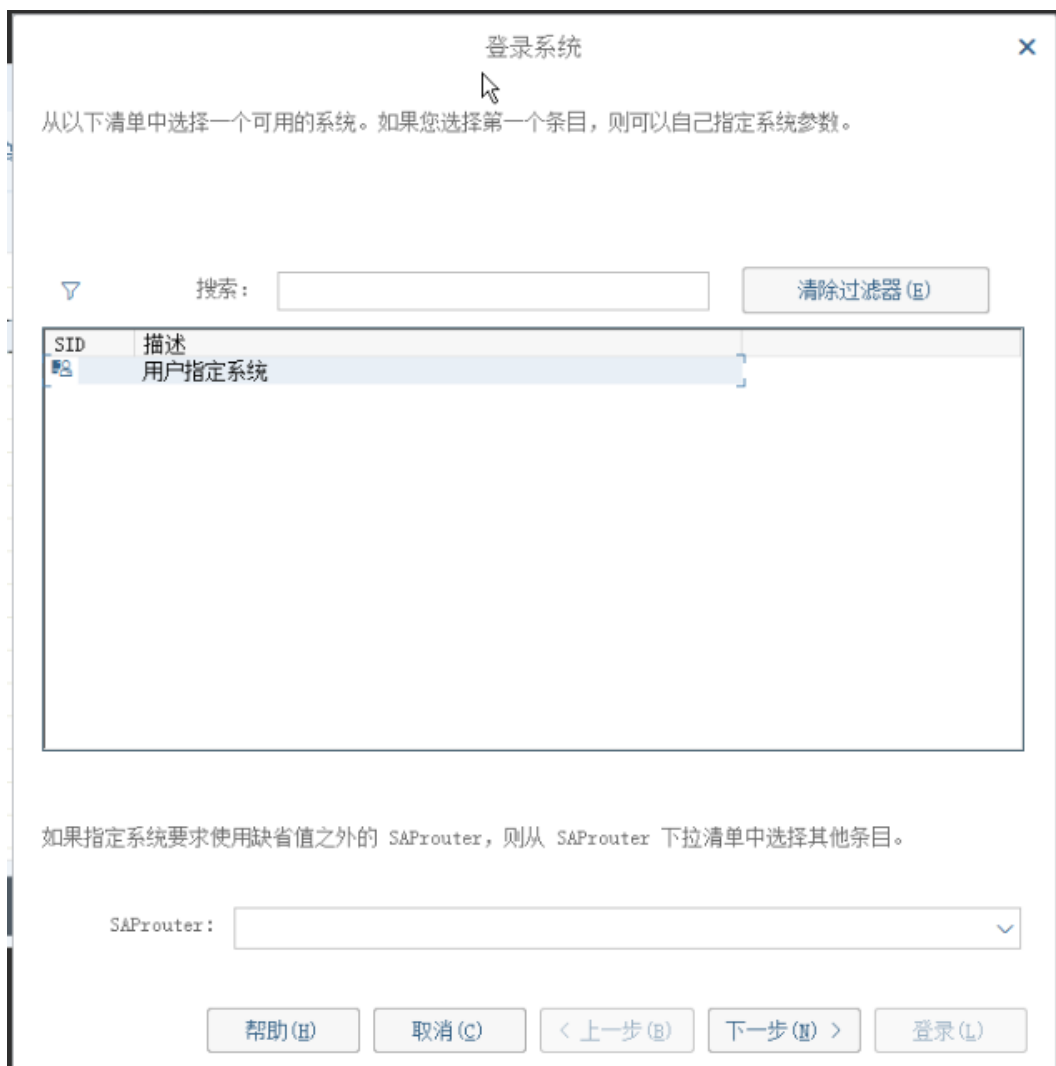 登录系统
从以下清单中选择一个可用的系统。如果您选择第一个条目，则可以自己指定系统参数。
搜索: 清除过滤器(E)
SID 描述
用户指定系统
如果指定系统要求使用缺省值之外的 SAProuter，则从 SAProuter 下拉清单中选择其他条目。
SAProuter:
帮助(H) 取消(C) < 上一步(B) 下一步(N) > 登录(L)